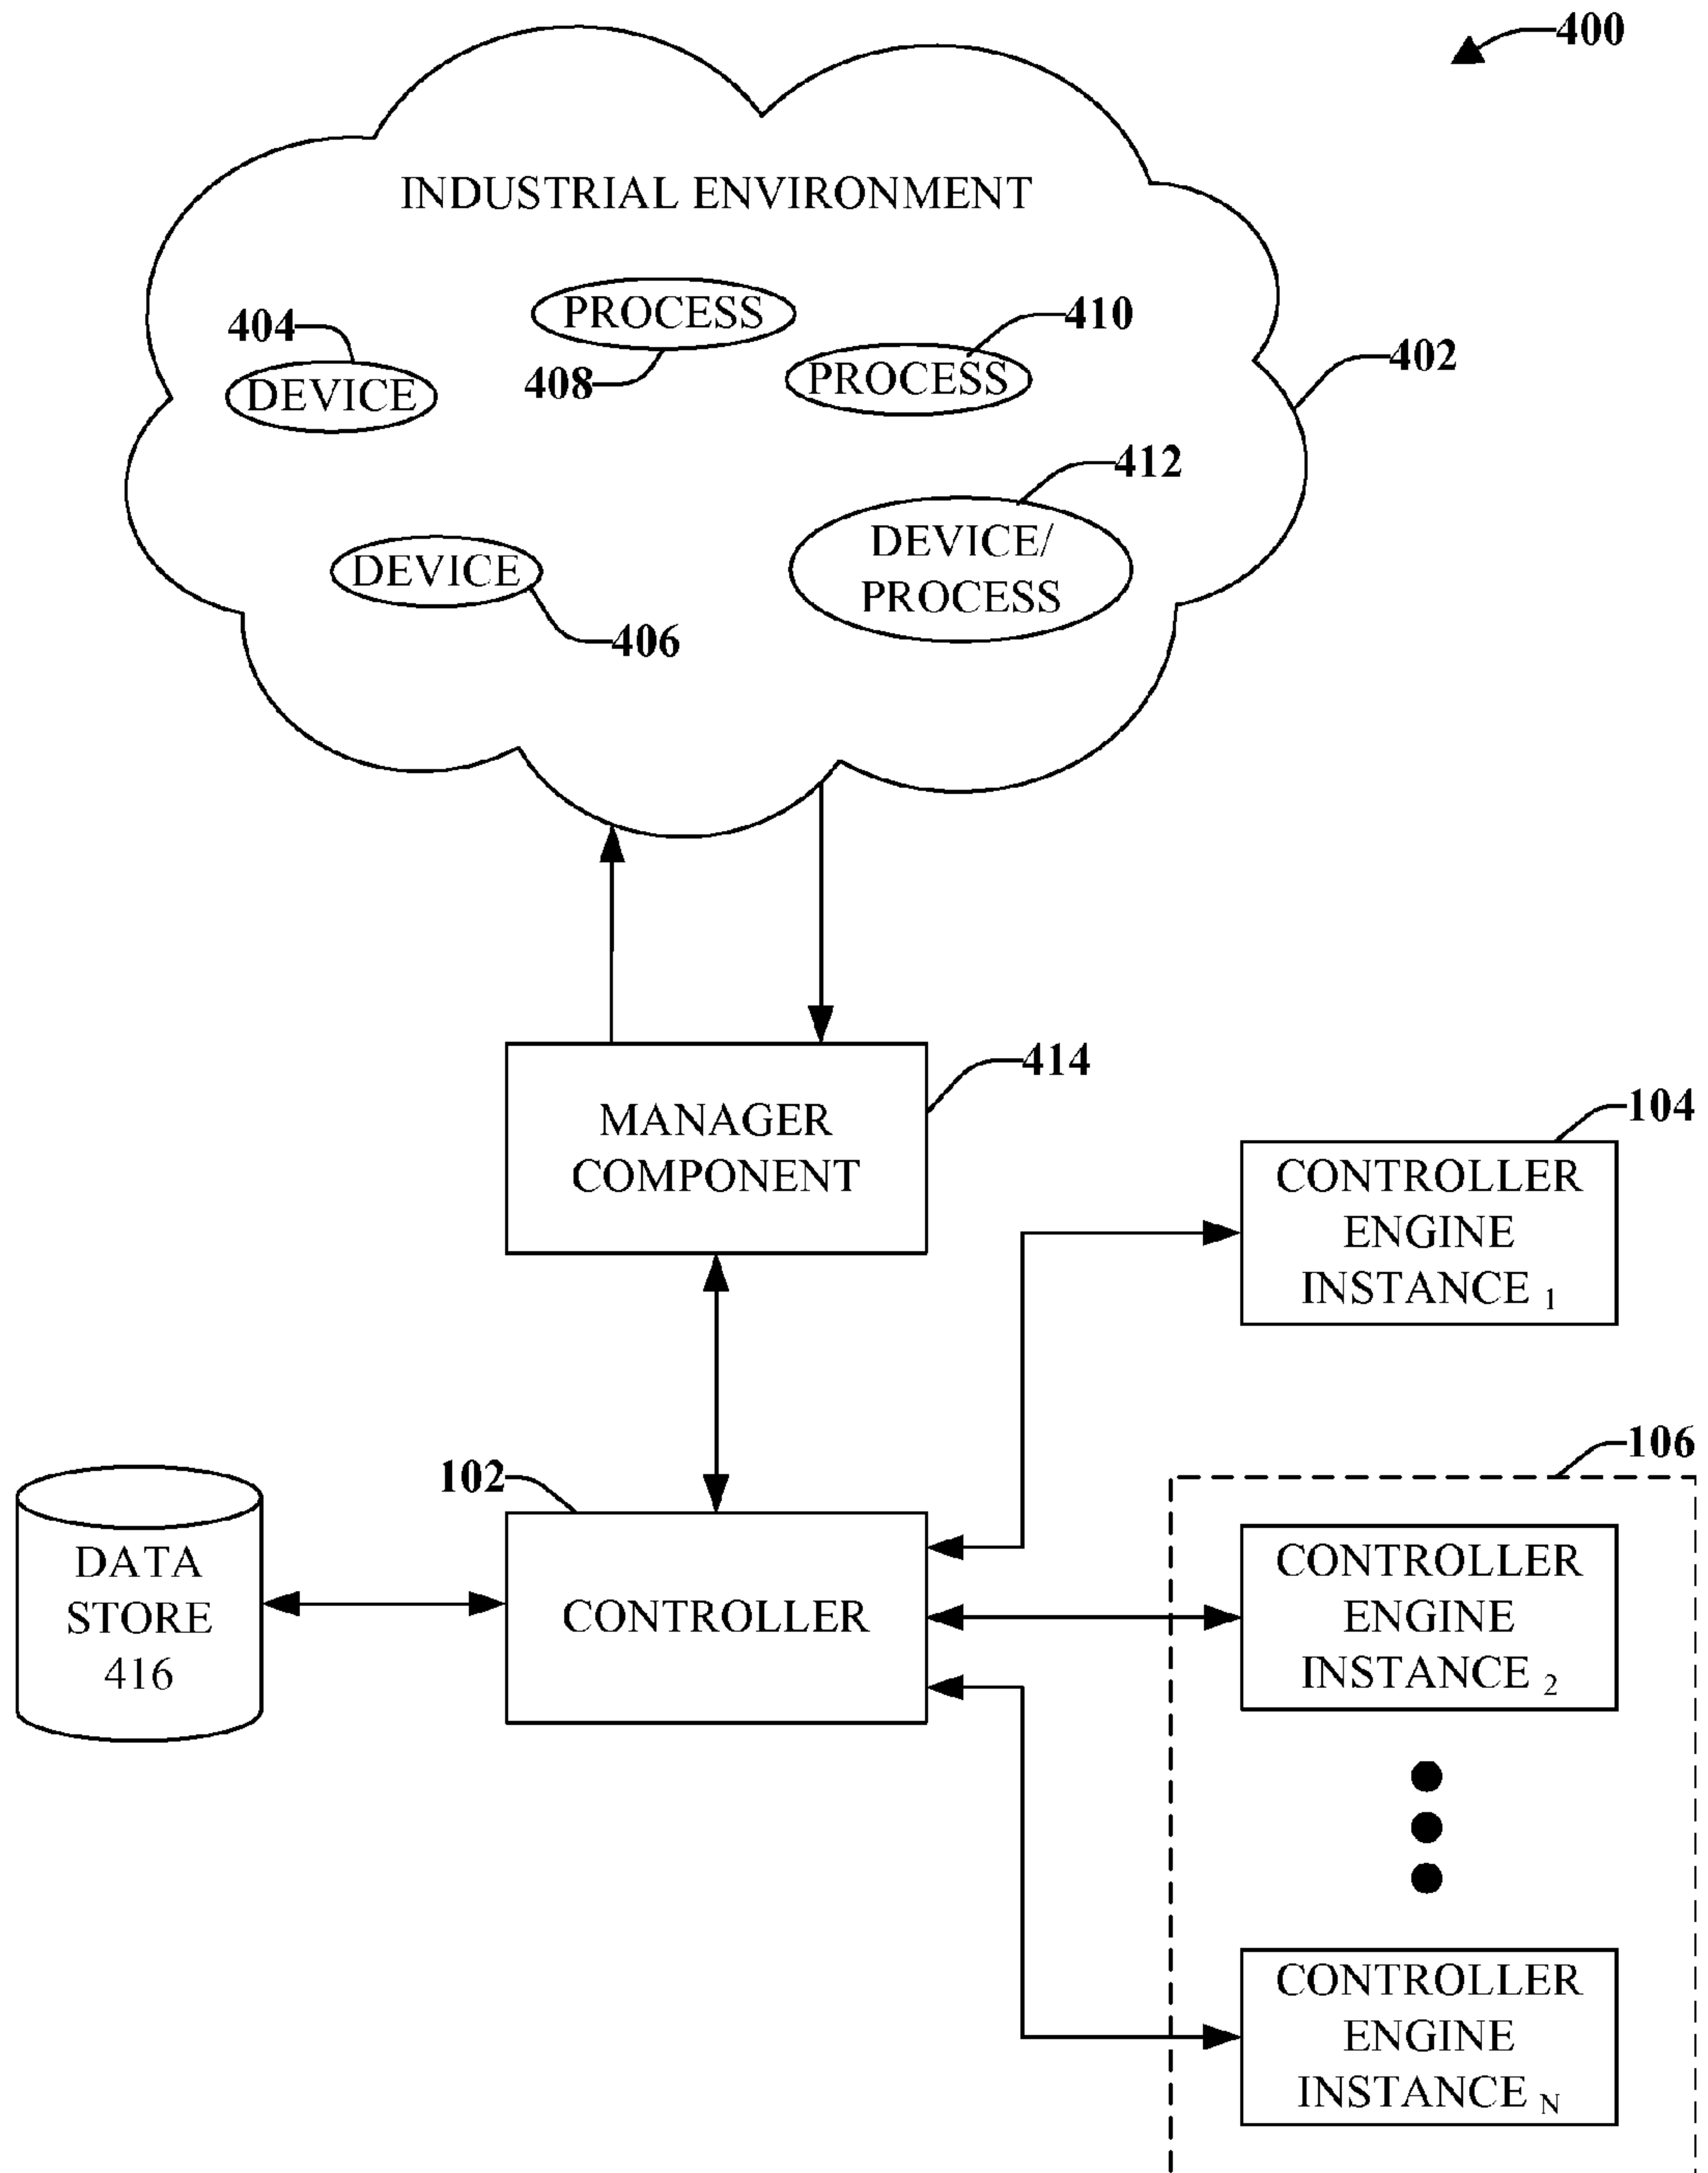 400
INDUSTRIAL ENVIRONMENT
PROCESS
404
410
408
402
DEVICE
PROCESS
412
DEVICE/
PROCESS
DEVICE
406
414
MANAGER
COMPONENT
104
CONTROLLER
ENGINE
INSTANCE 1
106
102
DATA
STORE
416
CONTROLLER
CONTROLLER
ENGINE
INSTANCE 2
CONTROLLER
ENGINE
INSTANCE N